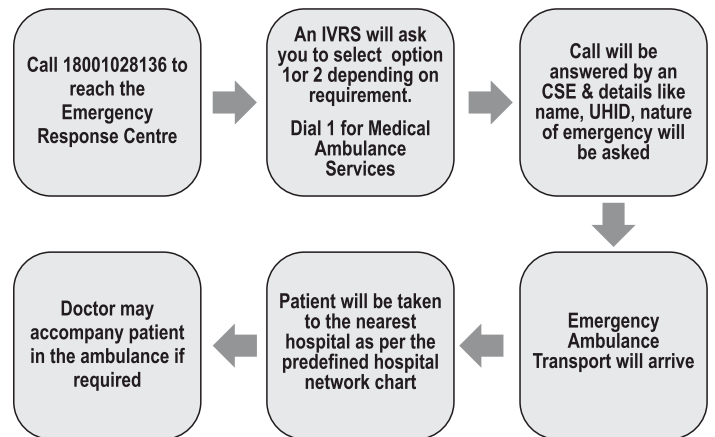 Call 18001028136 to
reach the
Emergency
Response Centre
An IVRS will ask
you to select option
1or 2 depending on
requirement.
Dial 1 for Medical
Ambulance
Services
Call will be
answered by an
CSE & details like
name, UHID, nature
of emergency will
be asked
Emergency
Ambulance
Transport will arrive
Patient will be taken
to the nearest
hospital as per the
predefined hospital
network chart
Doctor may
accompany patient
in the ambulance if
required